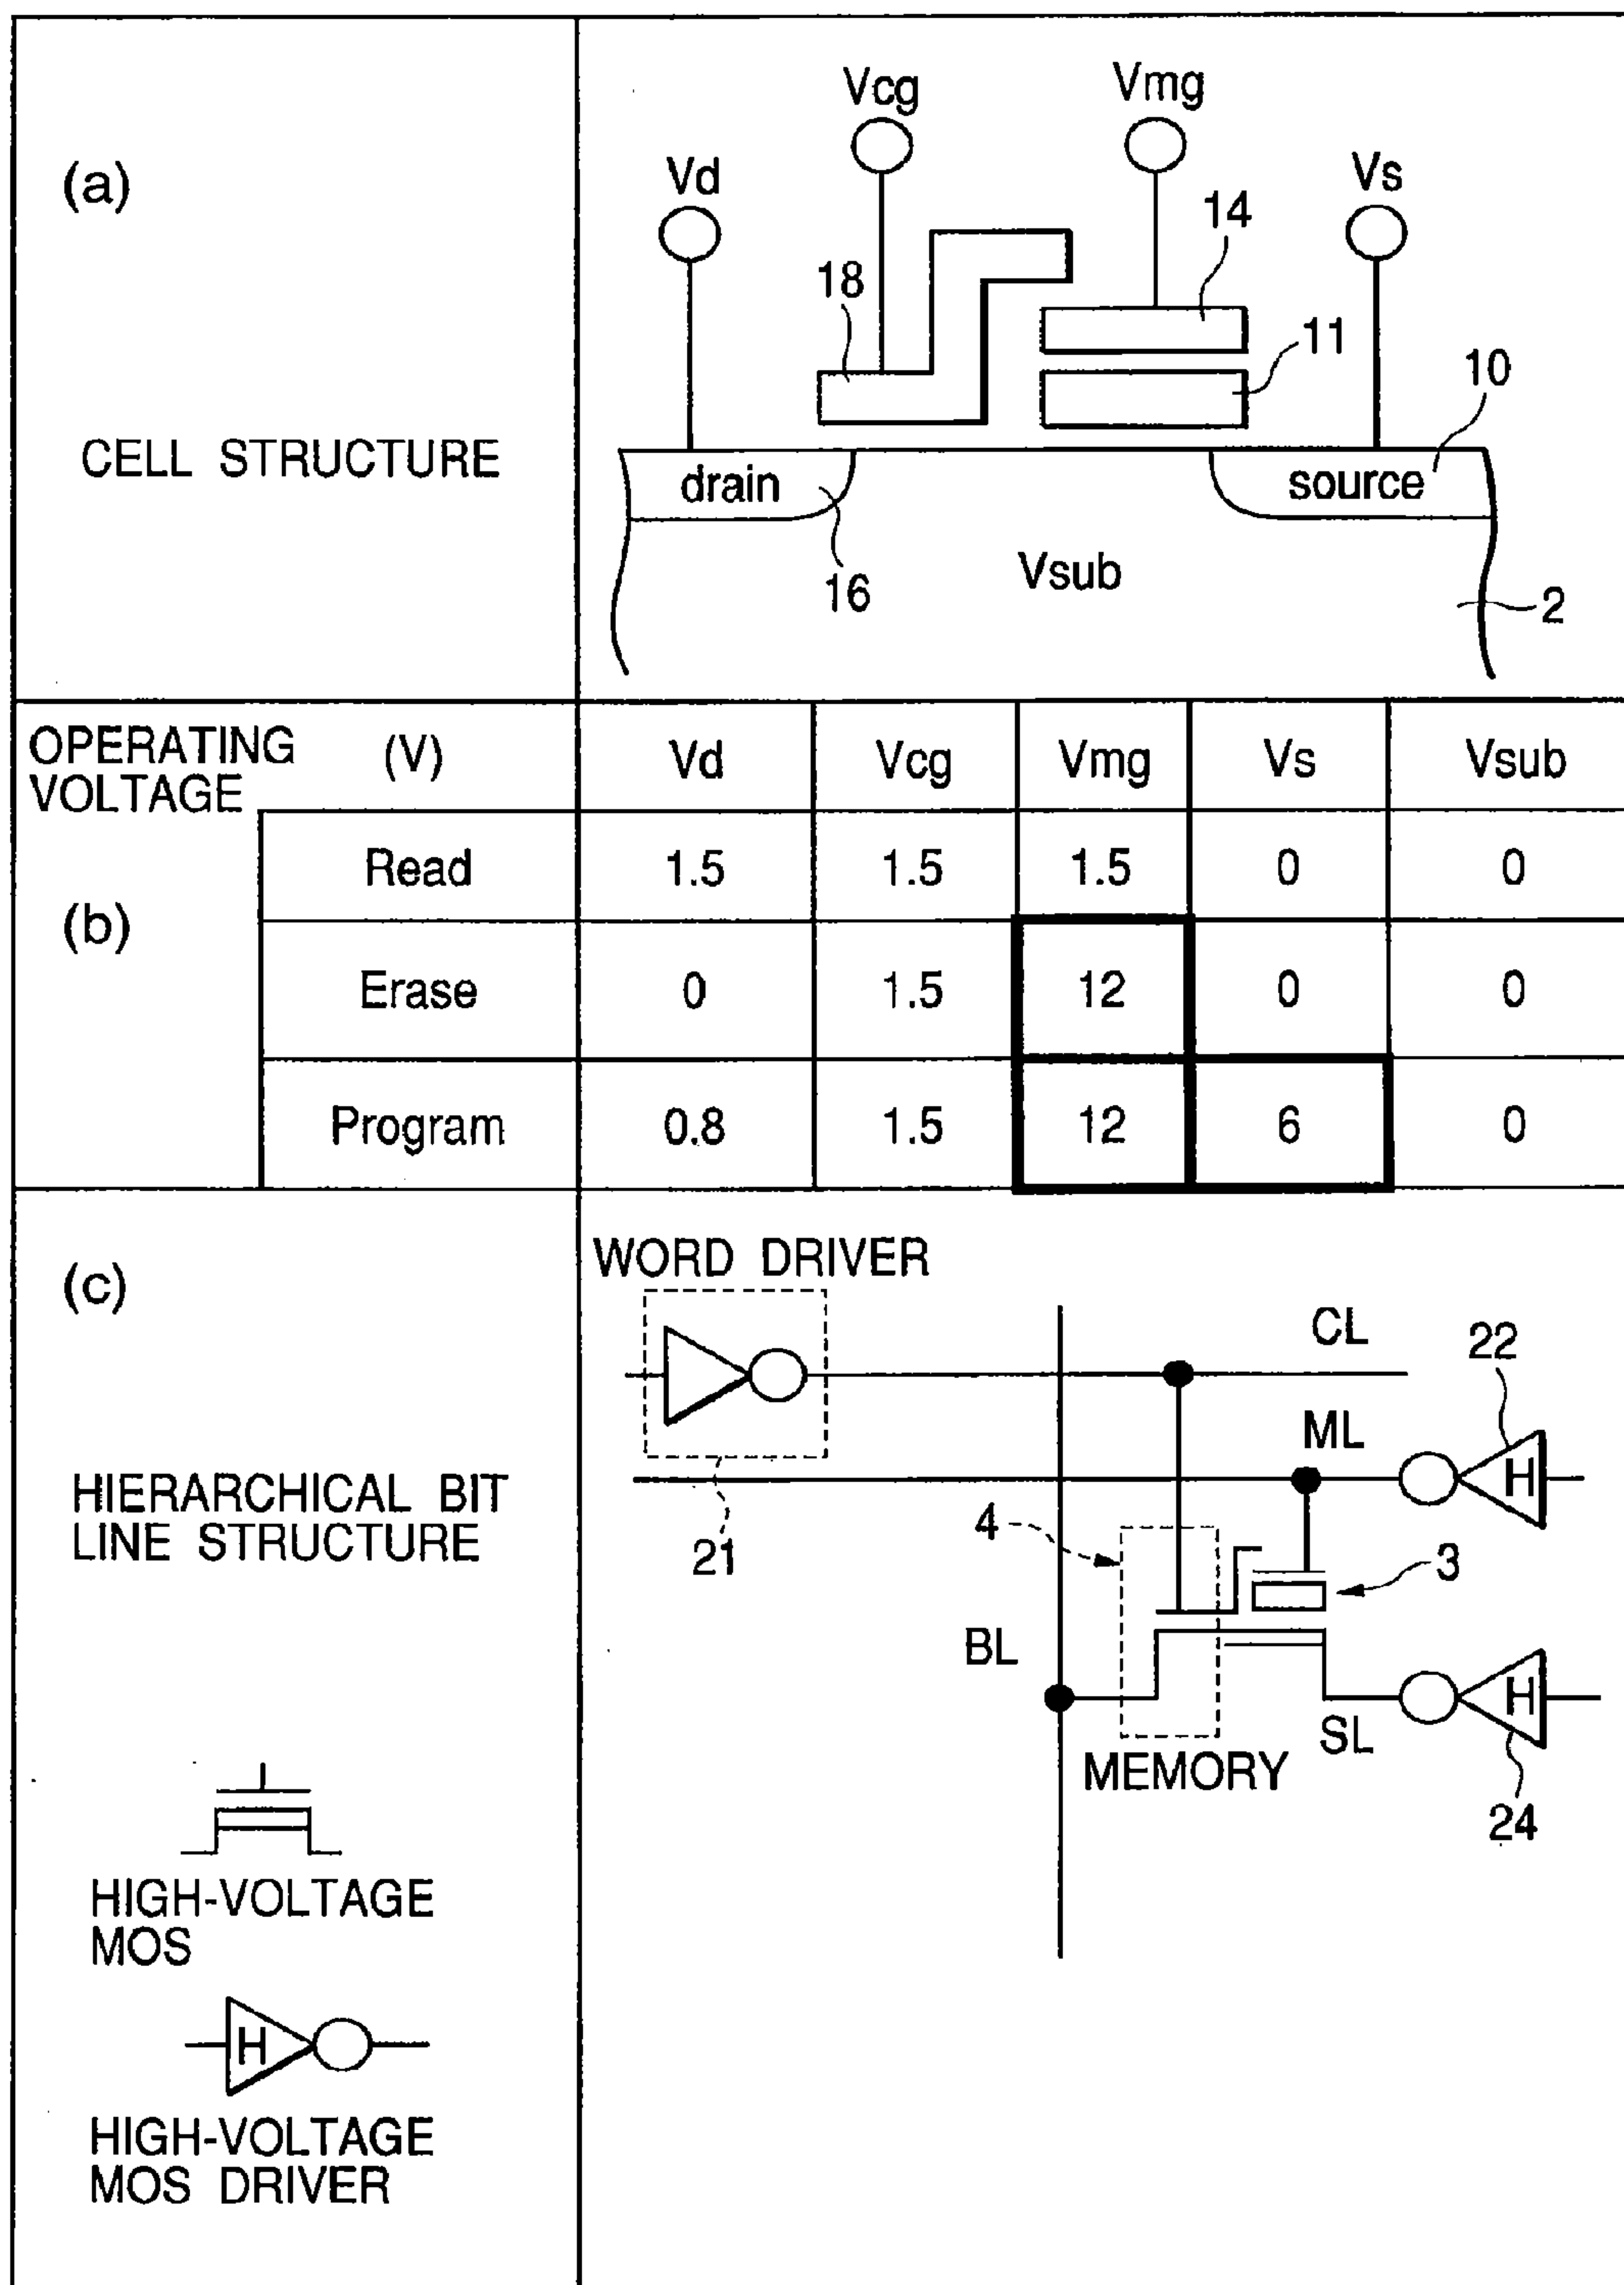 (a)
CELL STRUCTURE
Vcg
Vmg
Vd
Vs
14
18
11
10
drain
source
16
Vsub
2
OPERATING (V) Vd Vcg Vmg Vs Vsub
VOLTAGE
Read 1.5 1.5 1.5 0 0
(b)
Erase 0 1.5 12 0 0
Program 0.8 1.5 12 6 0
(c)
HIERARCHICAL BIT
LINE STRUCTURE
HIGH-VOLTAGE
MOS
H
HIGH-VOLTAGE
MOS DRIVER
WORD DRIVER
CL
22
ML
H
4
21
3
BL
H
SL
MEMORY
24